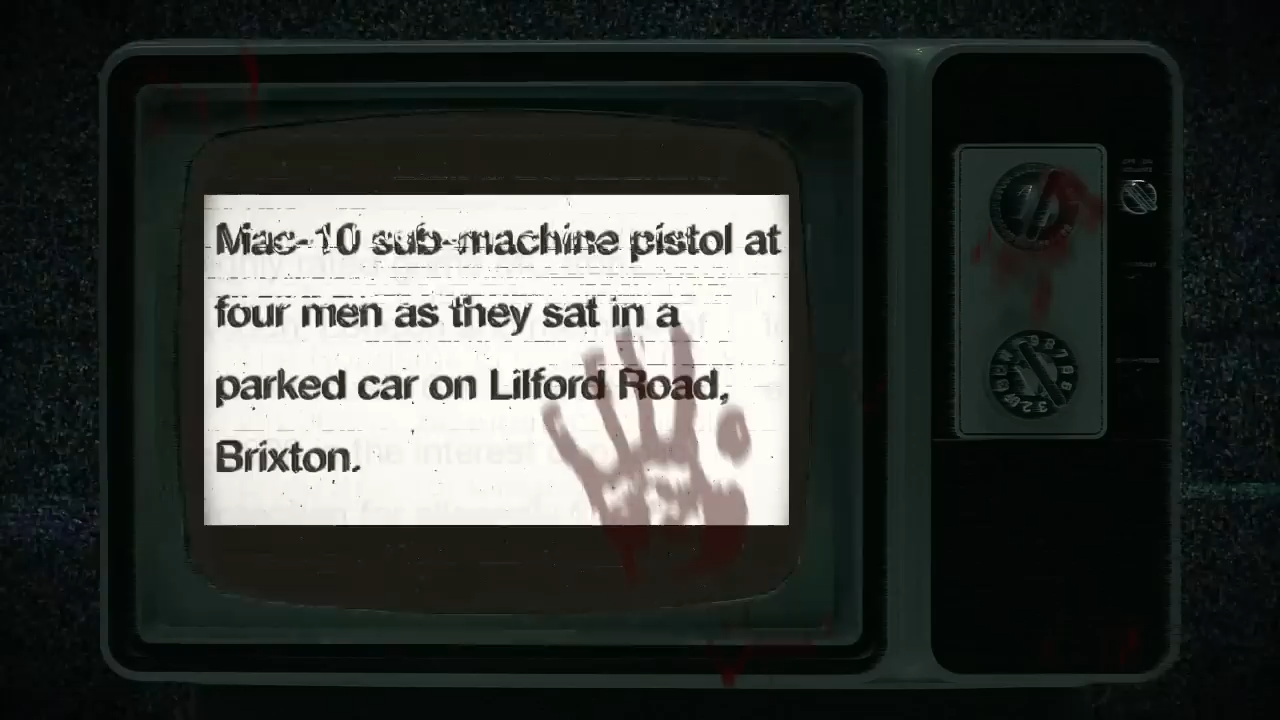 Mac-10 sub-machine pistol at
four men as they sat in a
parked car on Lilford Road,
Brixton.